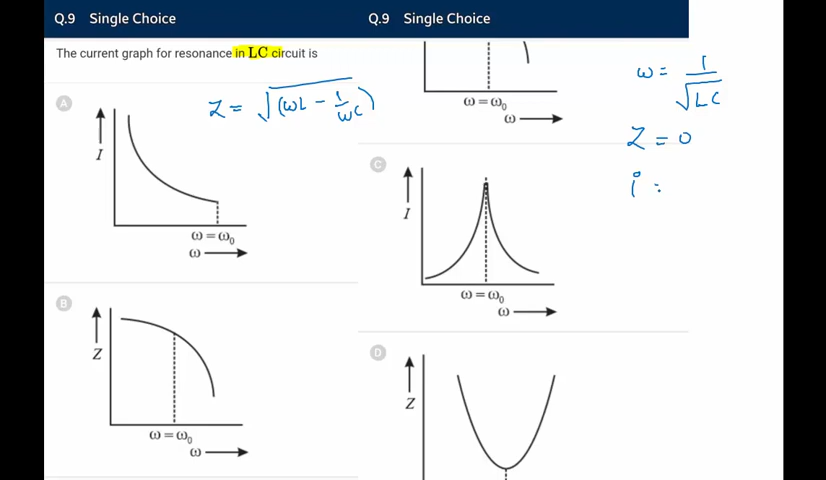 Q.9 Single Choice
The current graph for resonance in LC circuit is
A
Z = √(ωL - 1/ωC)
I
ω = ω₀
ω
B
Z
ω = ω₀
ω
Q.9 Single Choice
ω = ω₀
ω
C
I
ω = ω₀
ω
D
Z
ω = 1/√LC
Z = 0
i =